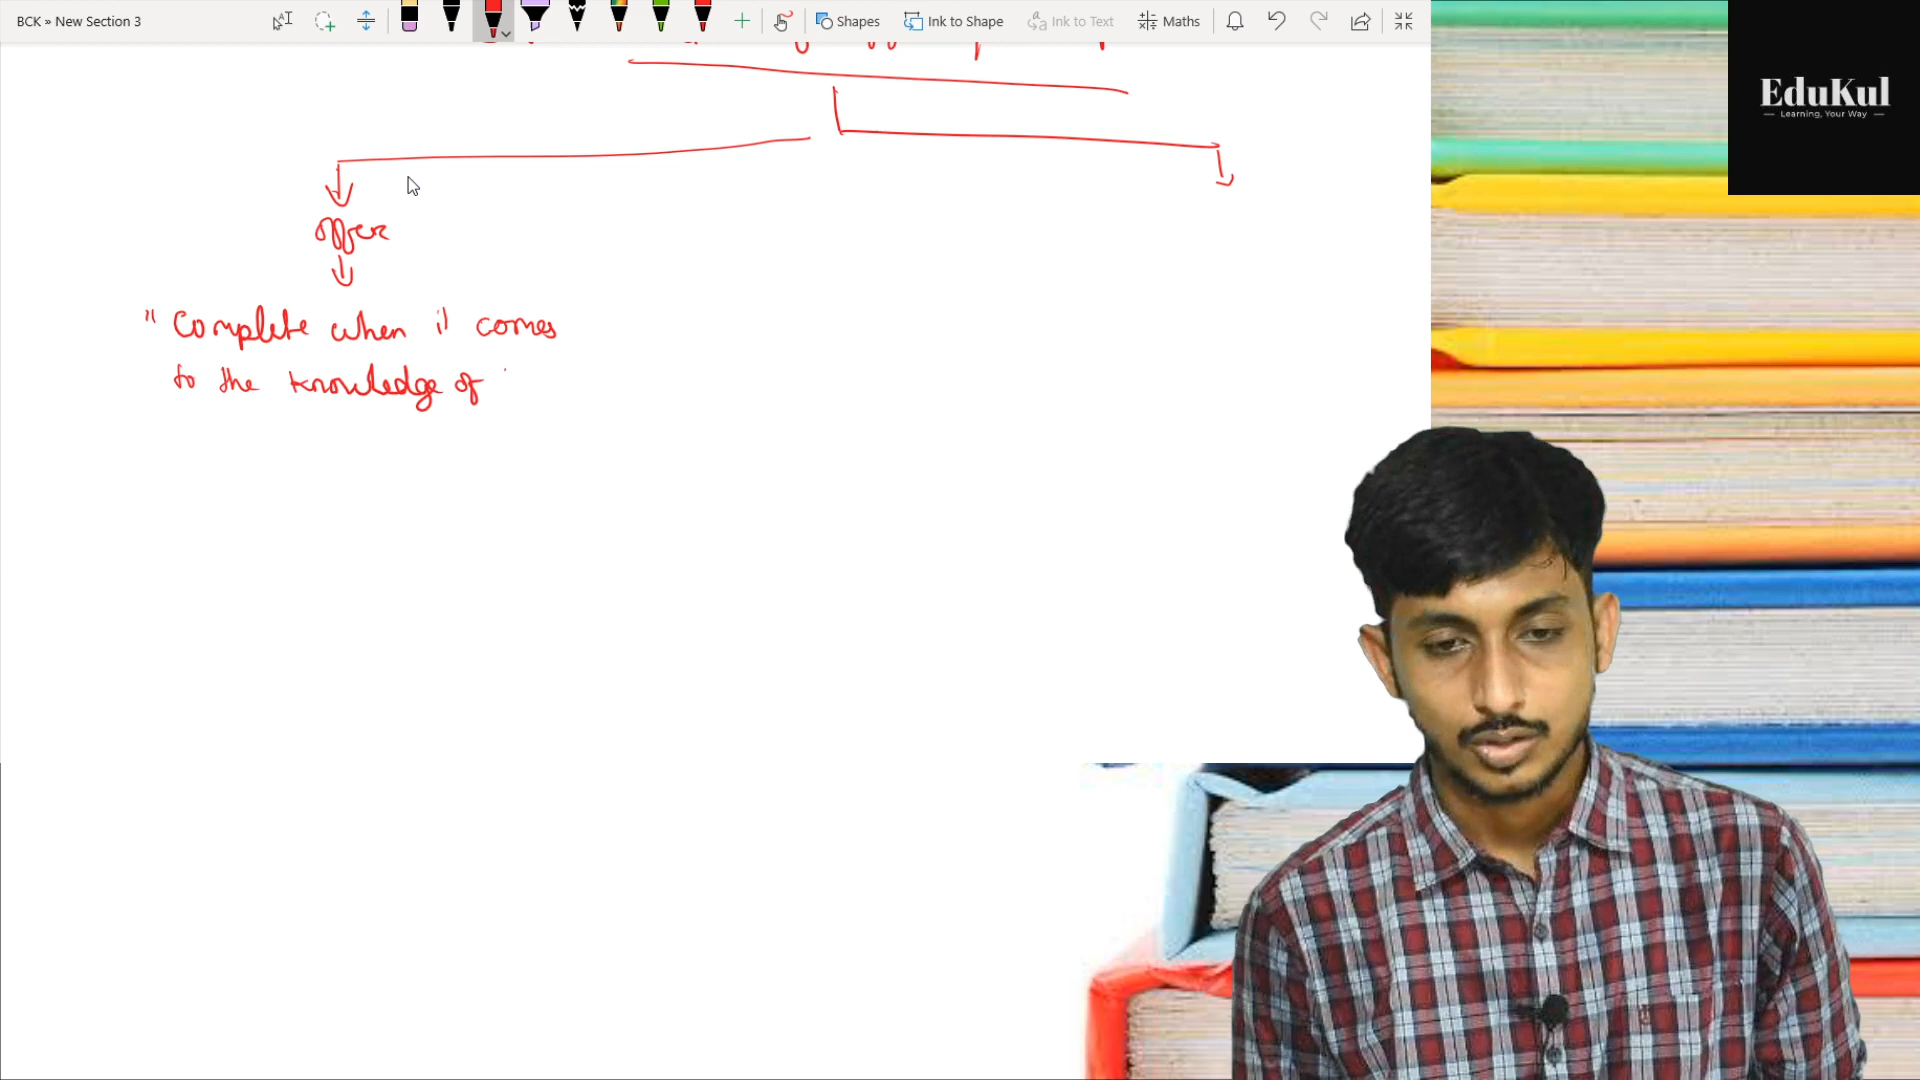 BCK » New Section 3
Shapes
Ink to Shape
Ink to Text
Maths
EduKul
— Learning, Your Way —
offer
" Complete when it comes
to the knowledge of